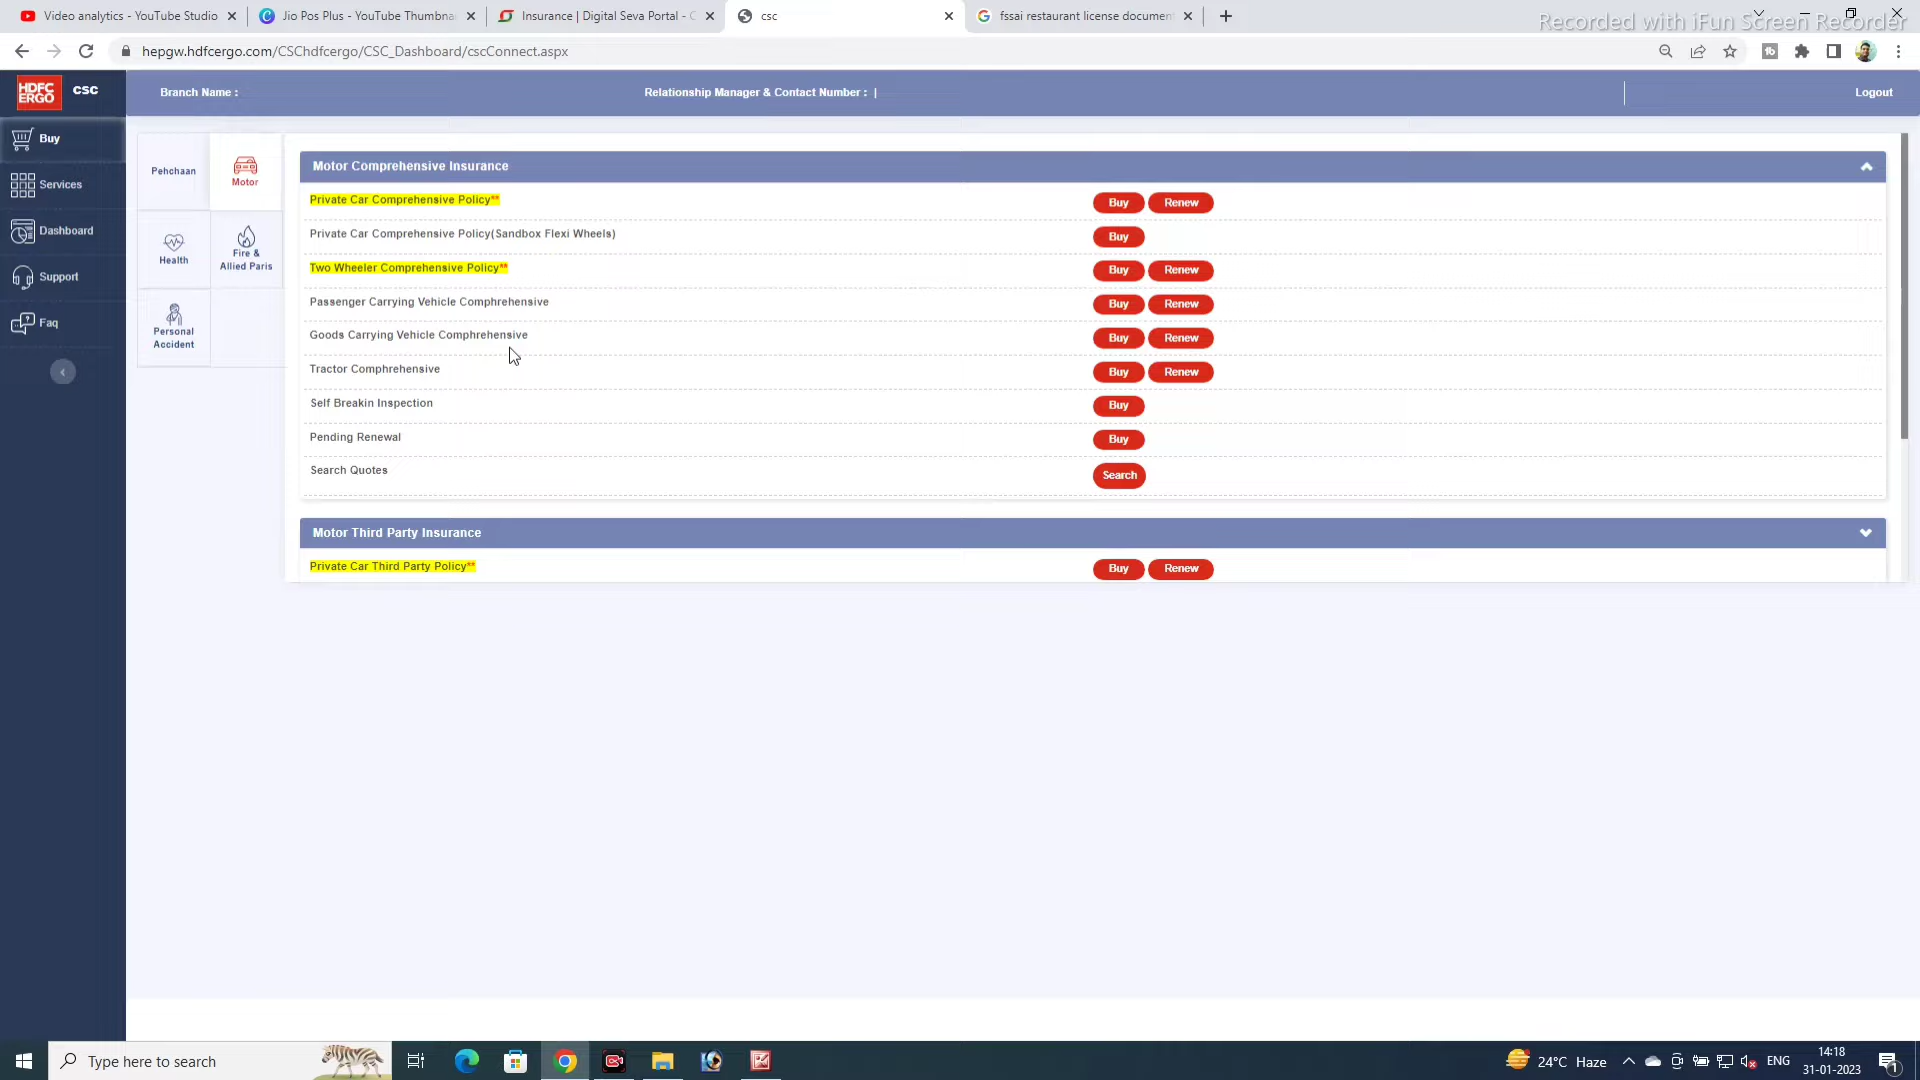 Video analytics - YouTube Studio
Jio Pos Plus - YouTube Thumbna
Insurance | Digital Seva Portal - C
csc
fssai restaurant license documen
Recorded with iFun Screen Recorder
hepgw.hdfcergo.com/CSChdfcergo/CSC_Dashboard/cscConnect.aspx
HDFC
ERGO
csc
Branch Name :
Relationship Manager & Contact Number : |
Logout
Buy
Services
Dashboard
Support
Faq
Pehchaan
Motor
Health
Fire &
Allied Paris
Personal
Accident
Motor Comprehensive Insurance
Private Car Comprehensive Policy** Buy Renew
Private Car Comprehensive Policy(Sandbox Flexi Wheels) Buy
Two Wheeler Comprehensive Policy** Buy Renew
Passenger Carrying Vehicle Comphrehensive Buy Renew
Goods Carrying Vehicle Comphrehensive Buy Renew
Tractor Comphrehensive Buy Renew
Self Breakin Inspection Buy
Pending Renewal Buy
Search Quotes Search
Motor Third Party Insurance
Private Car Third Party Policy** Buy Renew
Type here to search
24°C Haze
ENG
14:18
31-01-2023
1